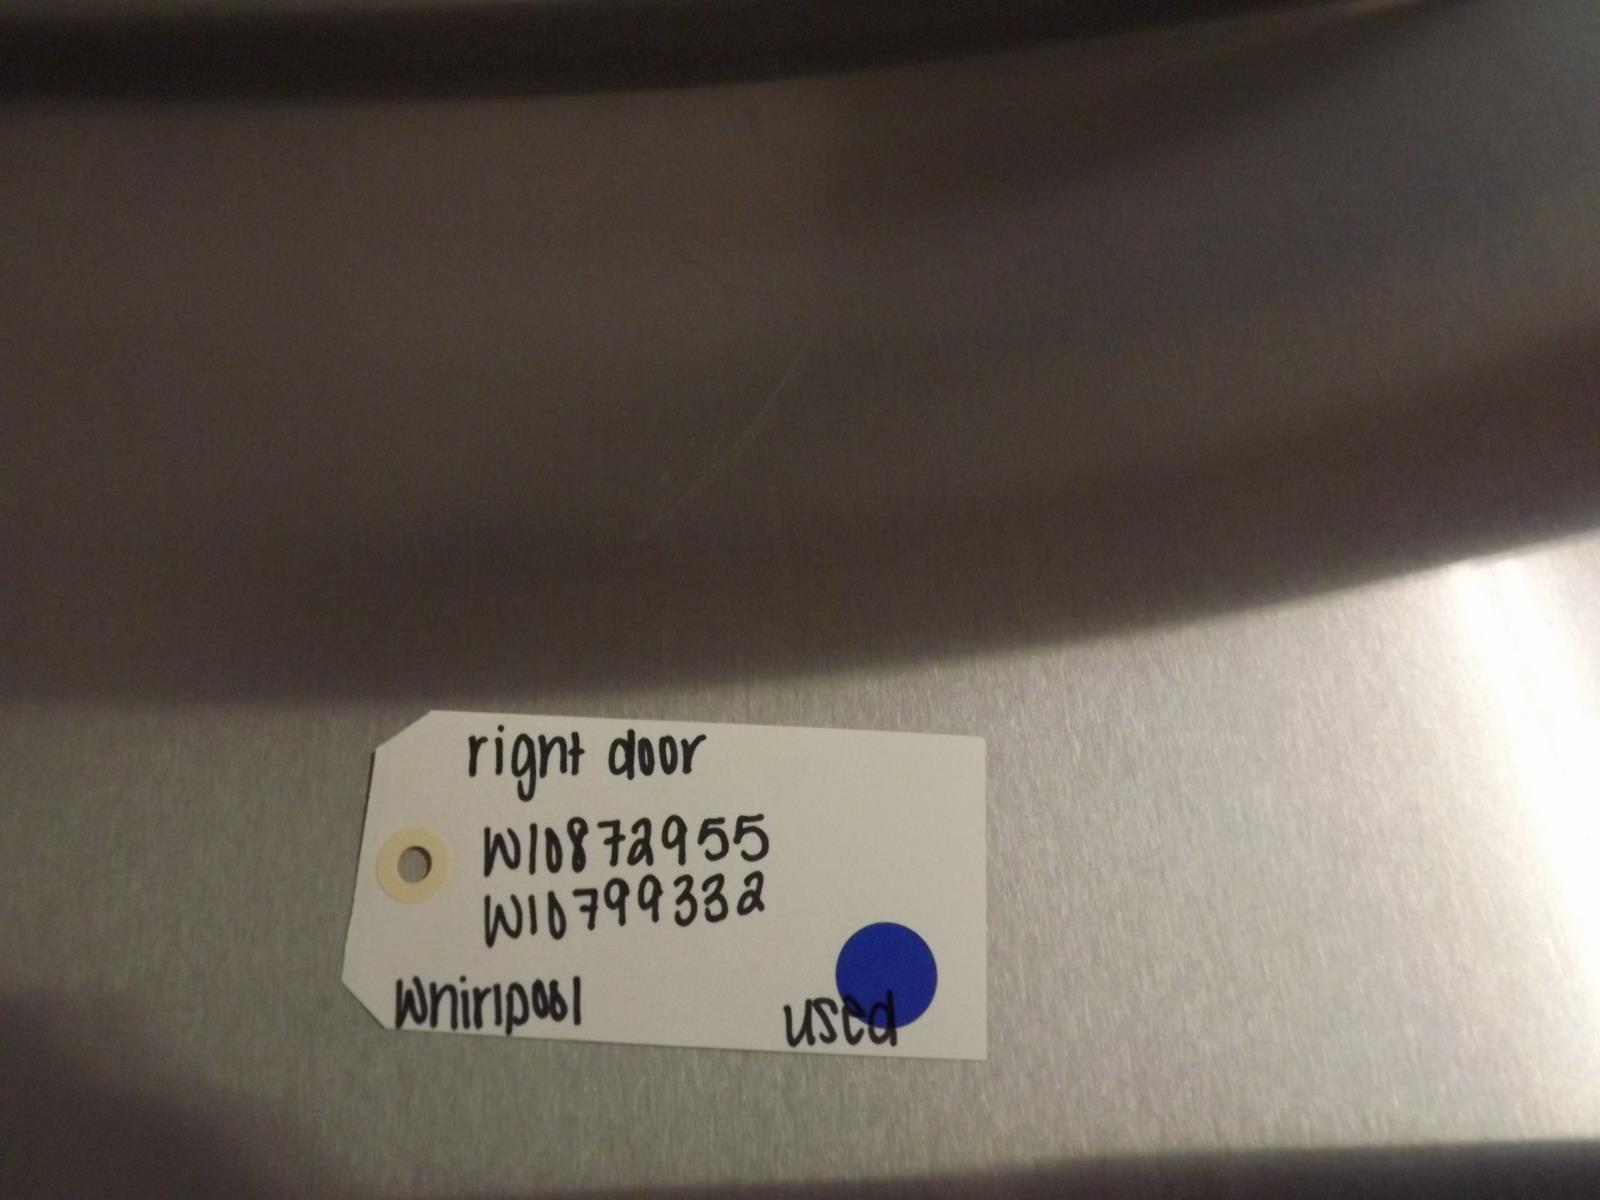 right door
W10872955
W10799332
Whirlpool
used